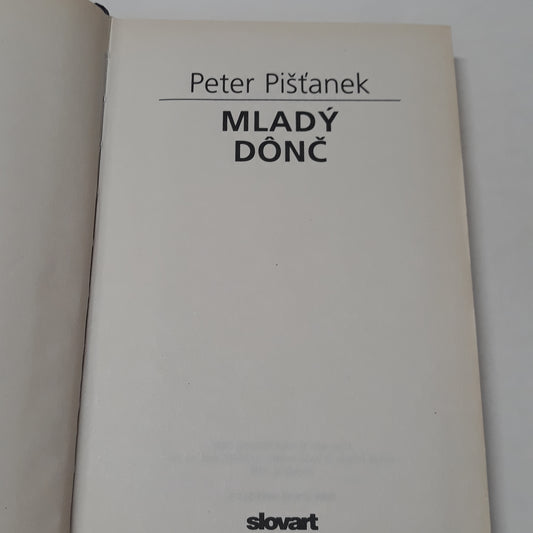 Peter Pišťanek
MLADÝ
DÔNČ
slovart